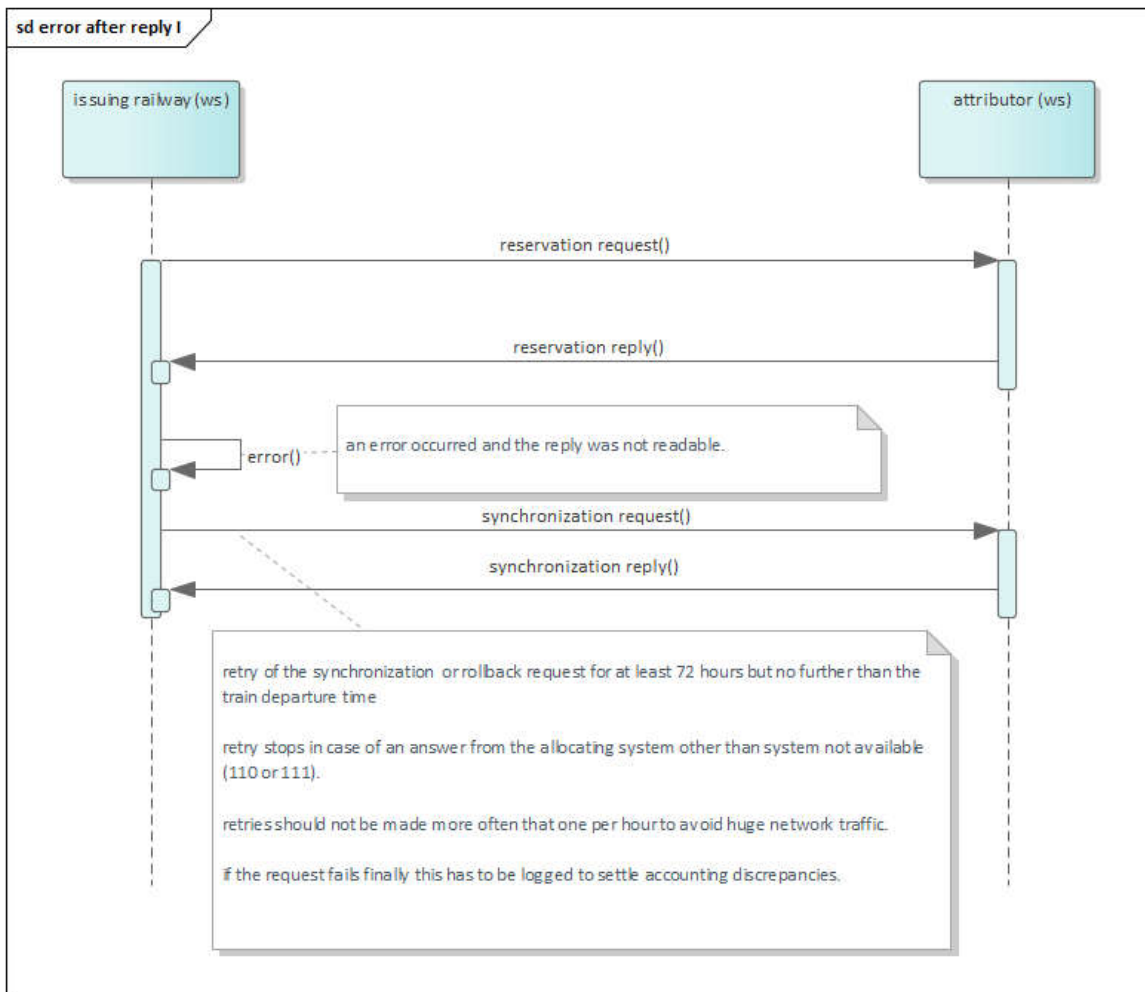 sd error after reply I
issuing railway (ws)
attributor (ws)
reservation request()
reservation reply()
error()
an error occurred and the reply was not readable.
synchronization request()
synchronization reply()
retry of the synchronization or rollback request for at least 72 hours but no further than the
train departure time
retry stops in case of an answer from the allocating system other than system not available
(110 or 111).
retries should not be made more often that one per hour to avoid huge network traffic.
if the request fails finally this has to be logged to settle accounting discrepancies.